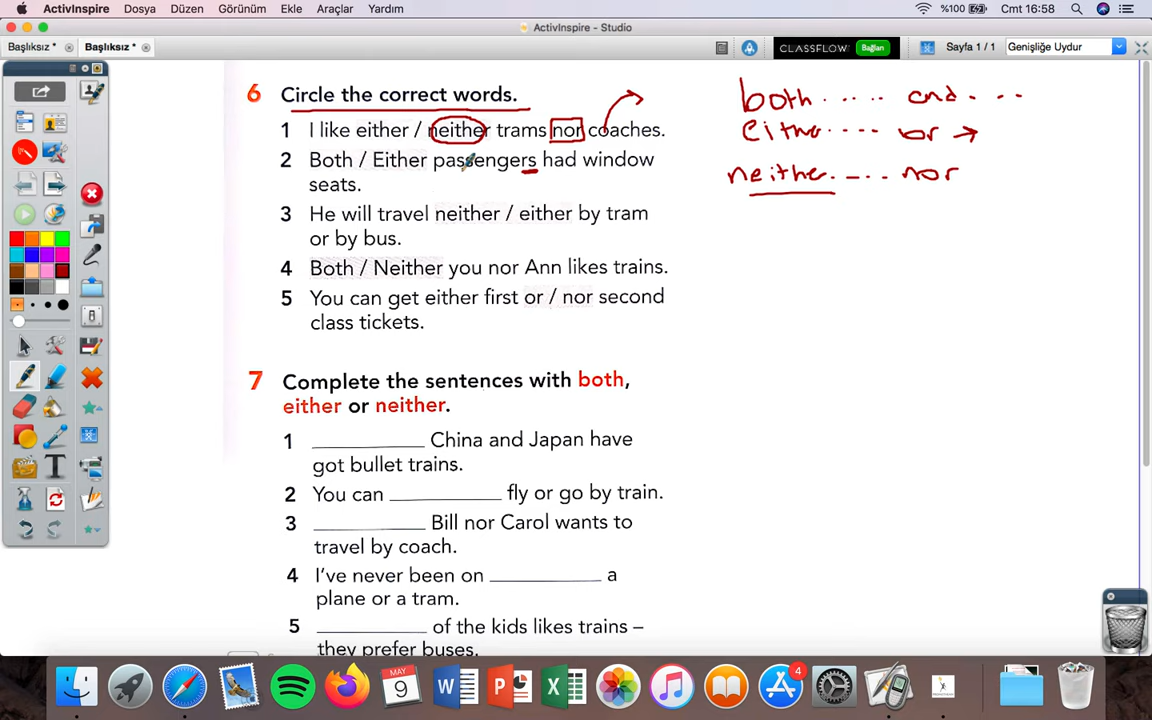 ActivInspire Dosya Düzen Görünüm Ekle Araçlar Yardım %100 Cmt 16:58
ActivInspire - Studio
Başlıksız * Başlıksız * CLASSFLOW Bağlan Sayfa 1 / 1 Genişliğe Uydur
6 Circle the correct words.
1 I like either / neither trams nor coaches.
2 Both / Either passengers had window
seats.
3 He will travel neither / either by tram
or by bus.
4 Both / Neither you nor Ann likes trains.
5 You can get either first or / nor second
class tickets.
both ..... and. ...
either .... or →
neither. ... nor
7 Complete the sentences with both,
either or neither.
1 __________ China and Japan have
got bullet trains.
2 You can __________ fly or go by train.
3 __________ Bill nor Carol wants to
travel by coach.
4 I've never been on __________ a
plane or a tram.
5 __________ of the kids likes trains –
they prefer buses.
MAY
9
4